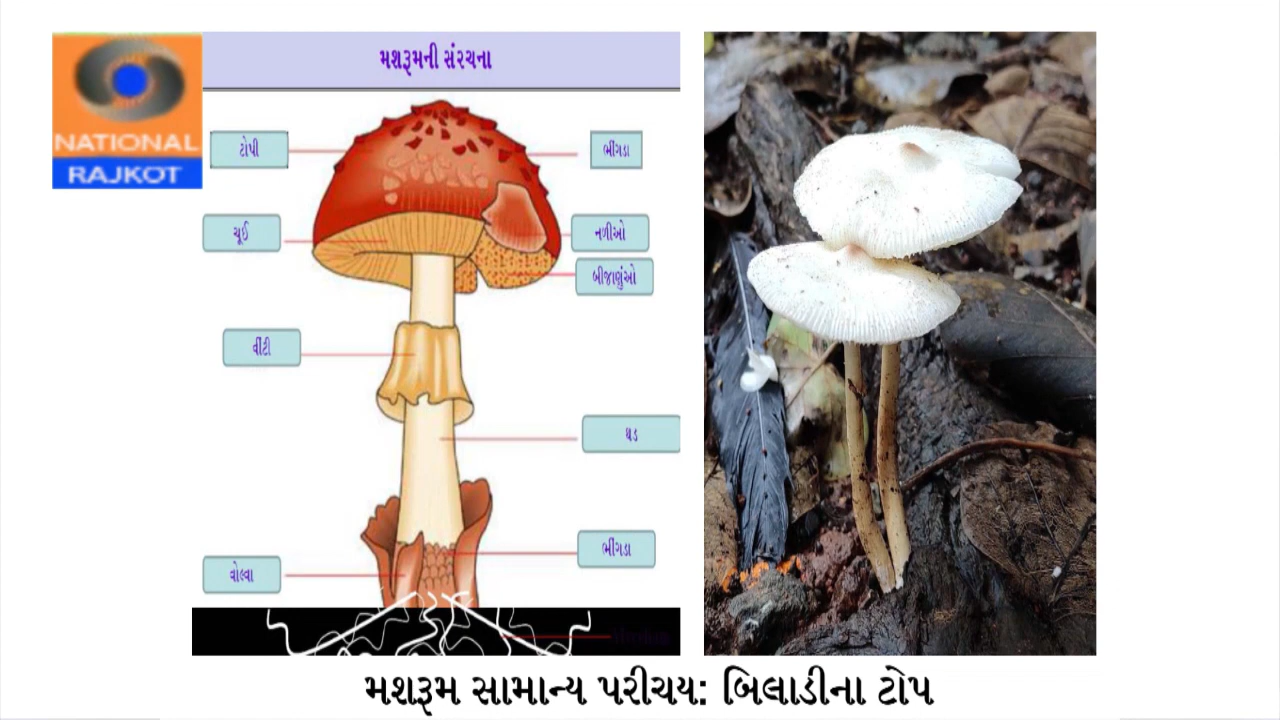 NATIONAL
RAJKOT
મશરૂમની સંરચના
ટોપી
ભીંગડા
ચૂઈ
નળીઓ
બીજાણુંઓ
વીંટી
ધડ
ભીંગડા
વોલ્વા
મશરૂમ સામાન્ય પરીચય: બિલાડીના ટોપ